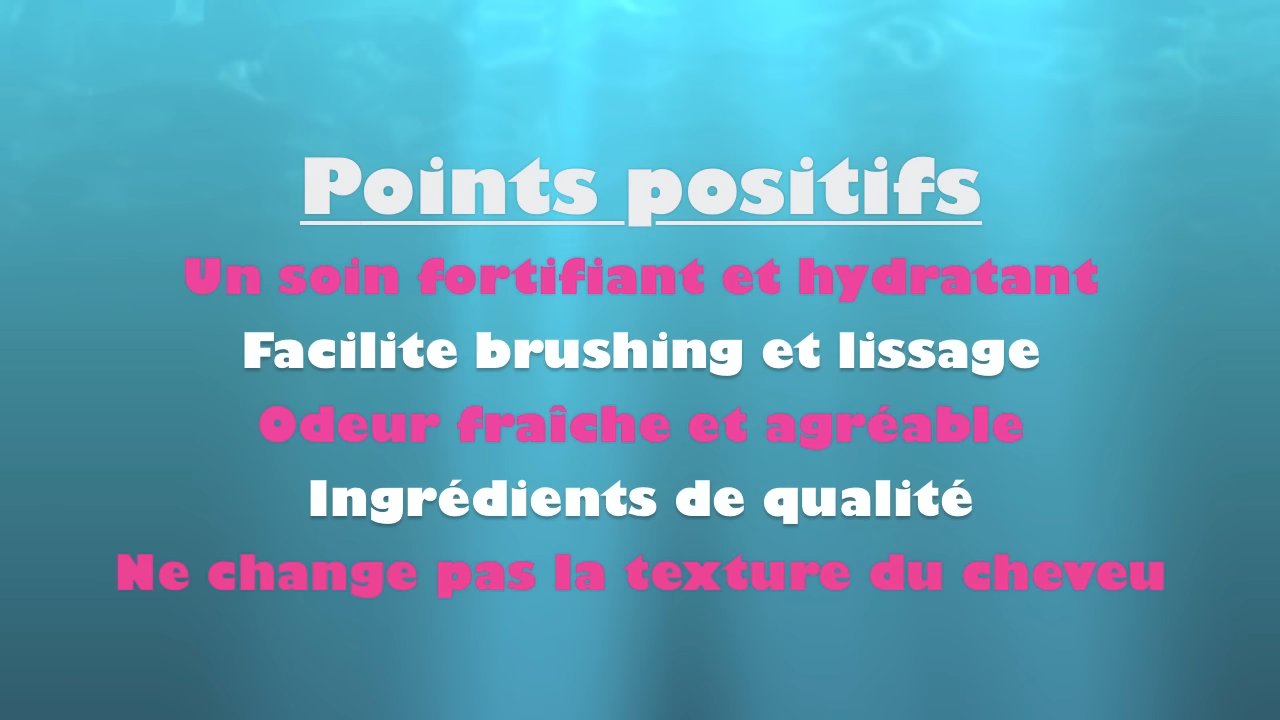 Points positifs
Un soin fortifiant et hydratant
Facilite brushing et lissage
Odeur fraîche et agréable
Ingrédients de qualité
Ne change pas la texture du cheveu